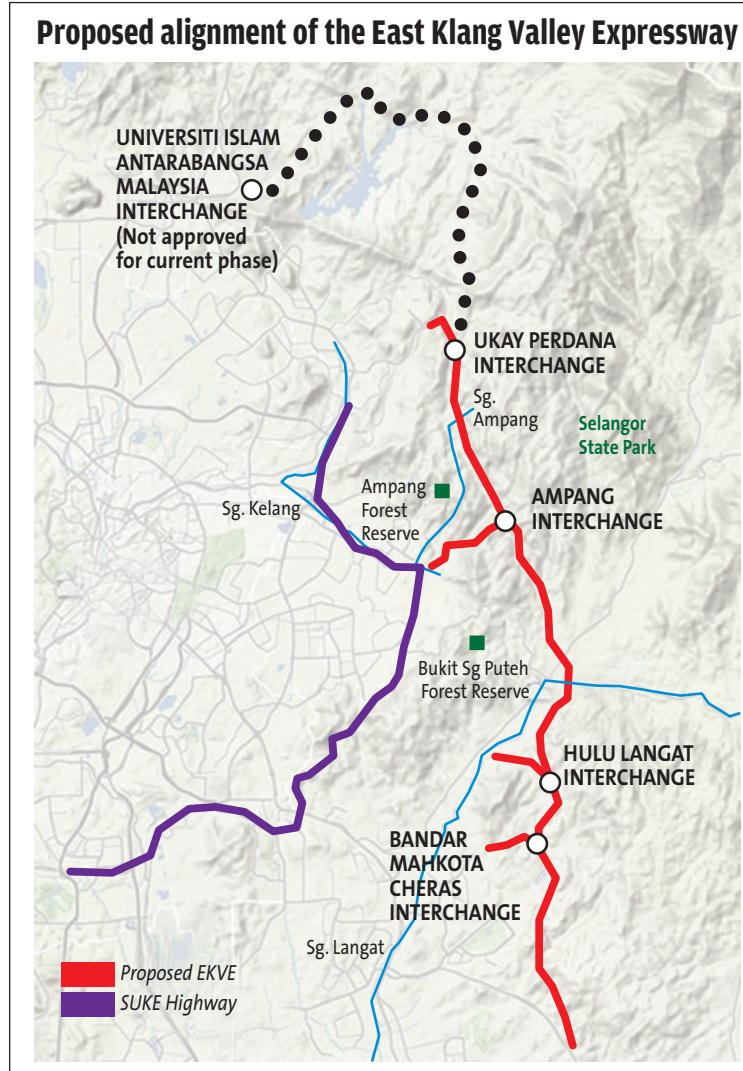 Proposed alignment of the East Klang Valley Expressway
UNIVERSITI ISLAM
ANTARABANGSA
MALAYSIA
INTERCHANGE
(Not approved
for current phase)
UKAY PERDANA
INTERCHANGE
Sg.
Ampang
Selangor
State Park
Ampang
Forest
Reserve
Sg. Kelang
AMPANG
INTERCHANGE
Bukit Sg Puteh
Forest Reserve
HULU LANGAT
INTERCHANGE
BANDAR
MAHKOTA
CHERAS
INTERCHANGE
Sg. Langat
Proposed EKVE
SUKE Highway